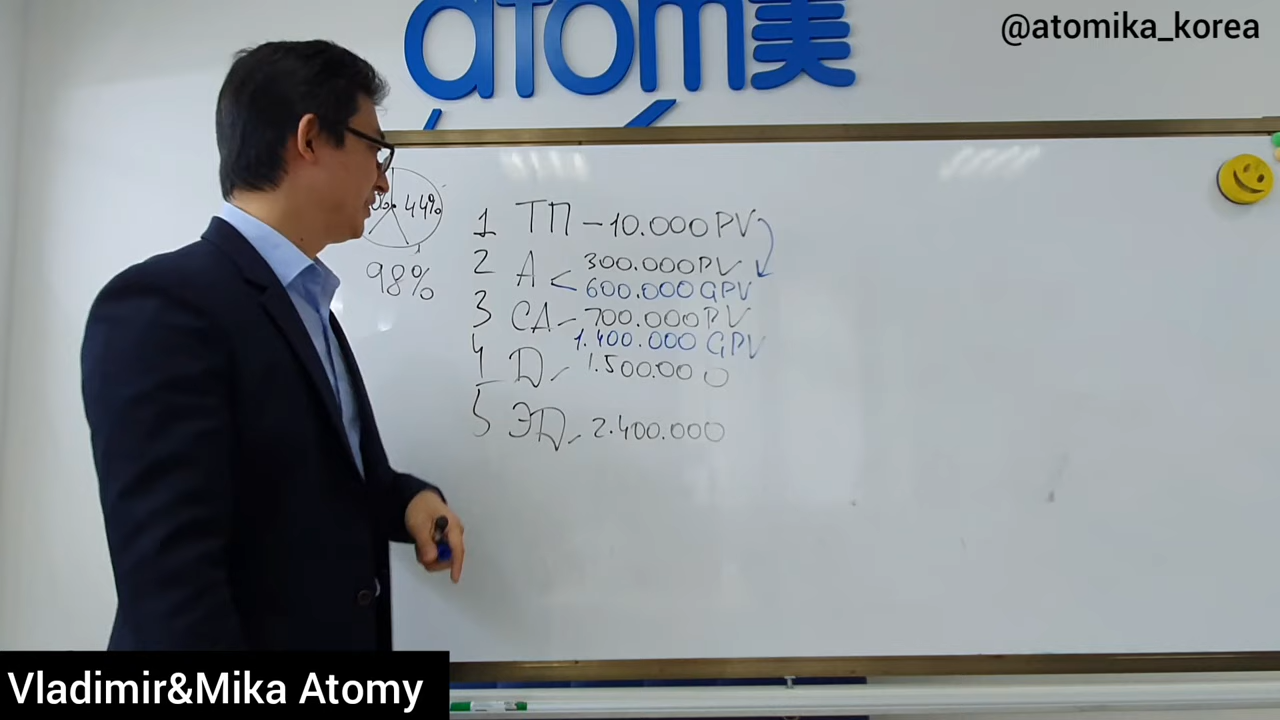 atom美
@atomika_korea
44%
98%
1 ТП – 10.000 PV
2 А < 300.000 PV
600.000 GPV
3 СА – 700.000 PV
1.400.000 GPV
4 Д – 1.500.000
5 ЭД – 2.400.000
Vladimir&Mika Atomy